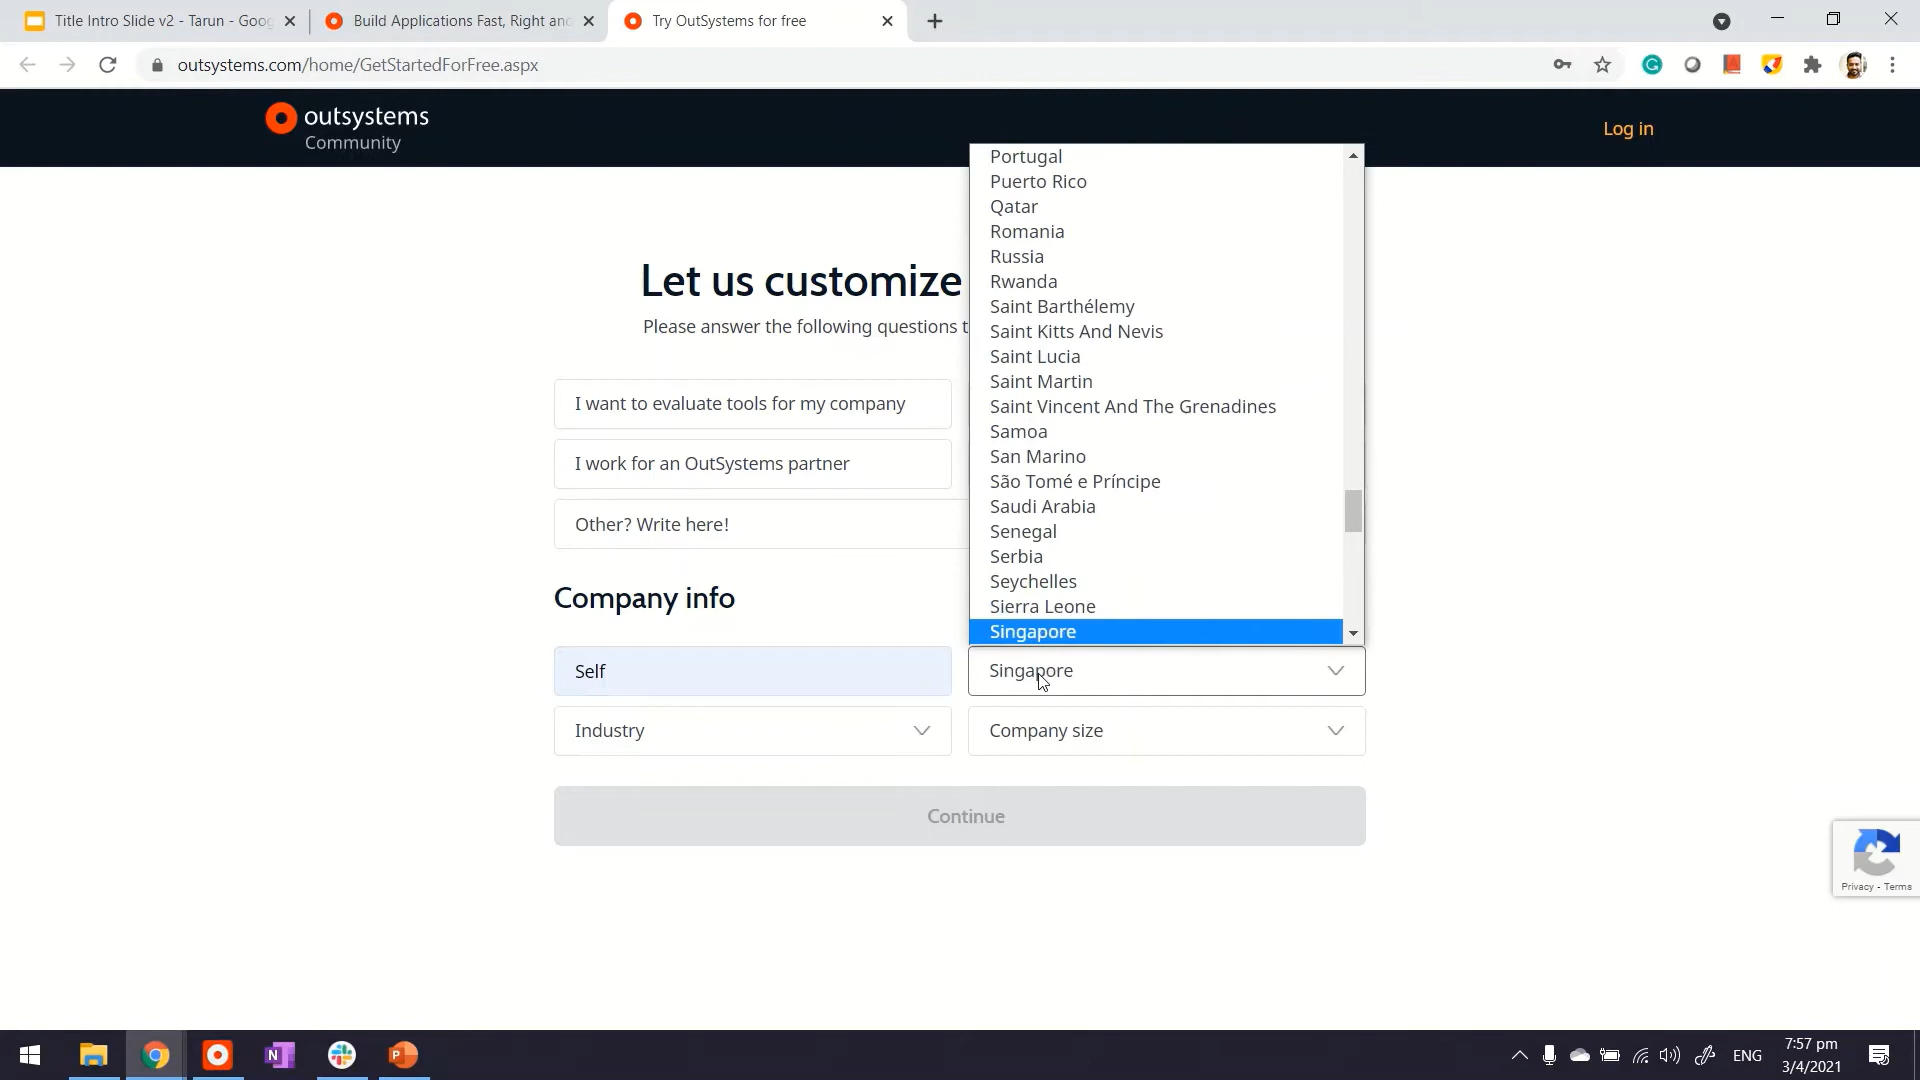 Title Intro Slide v2 - Tarun - Goog
Build Applications Fast, Right and
Try OutSystems for free
outsystems.com/home/GetStartedForFree.aspx
outsystems
Community
Log in
Let us customize
Please answer the following questions t
I want to evaluate tools for my company
I work for an OutSystems partner
Other? Write here!
Portugal
Puerto Rico
Qatar
Romania
Russia
Rwanda
Saint Barthélemy
Saint Kitts And Nevis
Saint Lucia
Saint Martin
Saint Vincent And The Grenadines
Samoa
San Marino
São Tomé e Príncipe
Saudi Arabia
Senegal
Serbia
Seychelles
Sierra Leone
Singapore
Company info
Self
Singapore
Industry
Company size
Continue
Privacy - Terms
ENG
7:57 pm
3/4/2021